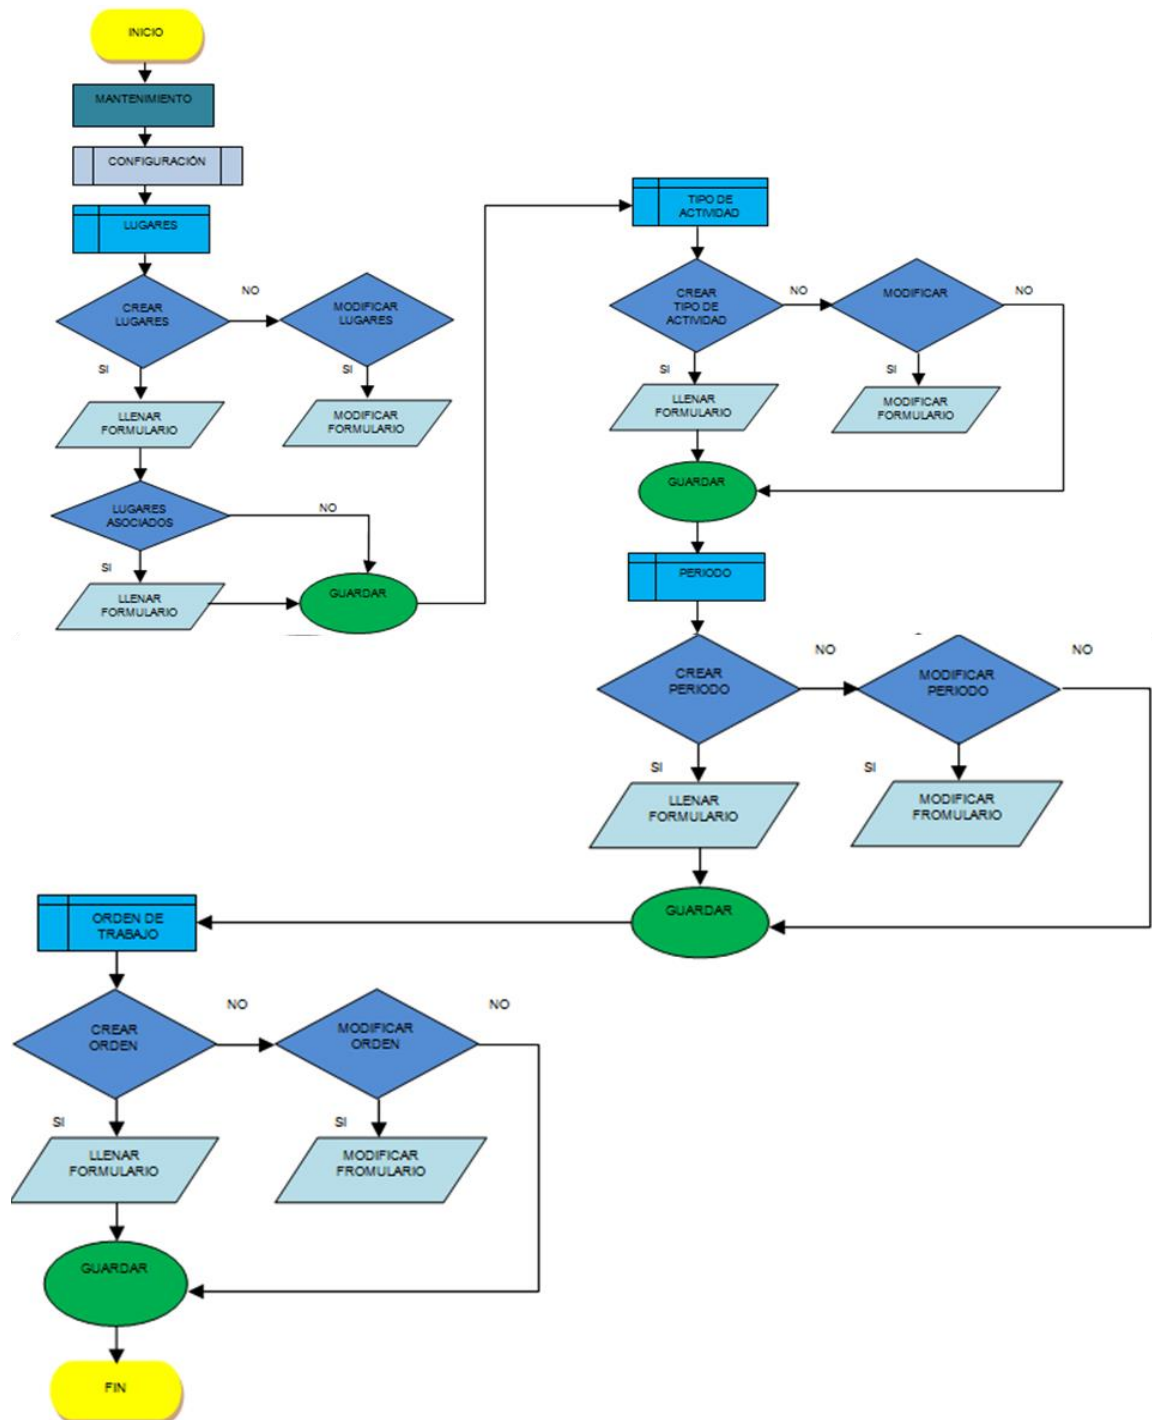 INICIO
MANTENIMIENTO
CONFIGURACIÓN
LUGARES
CREAR
LUGARES
NO
MODIFICAR
LUGARES
SI
SI
LLENAR
FORMULARIO
MODIFICAR
FORMULARIO
LUGARES
ASOCIADOS
NO
SI
LLENAR
FORMULARIO
GUARDAR
TIPO DE
ACTIVIDAD
CREAR
TIPO DE
ACTIVIDAD
NO
MODIFICAR
NO
SI
SI
LLENAR
FORMULARIO
MODIFICAR
FORMULARIO
GUARDAR
PERIODO
CREAR
PERIODO
NO
MODIFICAR
PERIODO
NO
SI
SI
LLENAR
FORMULARIO
MODIFICAR
FROMULARIO
GUARDAR
ORDEN DE
TRABAJO
CREAR
ORDEN
NO
MODIFICAR
ORDEN
NO
SI
SI
LLENAR
FORMULARIO
MODIFICAR
FROMULARIO
GUARDAR
FIN